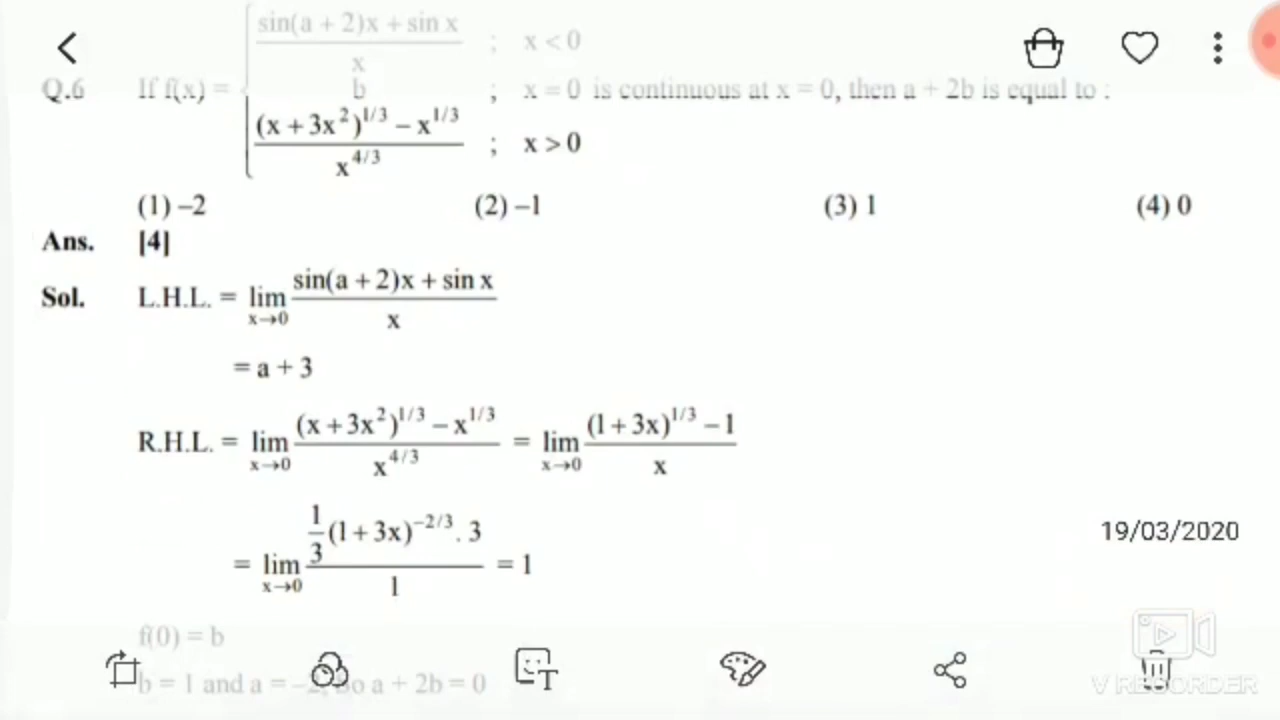 sin(a + 2)x + sin x / x ; x < 0
Q.6 If f(x) = { b ; x = 0 is continuous at x = 0, then a + 2b is equal to :
(x + 3x²)^1/3 – x^1/3 / x^4/3 ; x > 0
(1) –2 (2) –1 (3) 1 (4) 0
Ans. [4]
Sol. L.H.L. = lim x→0 sin(a + 2)x + sin x / x
= a + 3
R.H.L. = lim x→0 (x + 3x²)^1/3 – x^1/3 / x^4/3 = lim x→0 (1 + 3x)^1/3 – 1 / x
= lim x→0 1/3 (1 + 3x)^–2/3 . 3 / 1 = 1
19/03/2020
f(0) = b
b = 1 and a = –2, So a + 2b = 0
V RECORDER